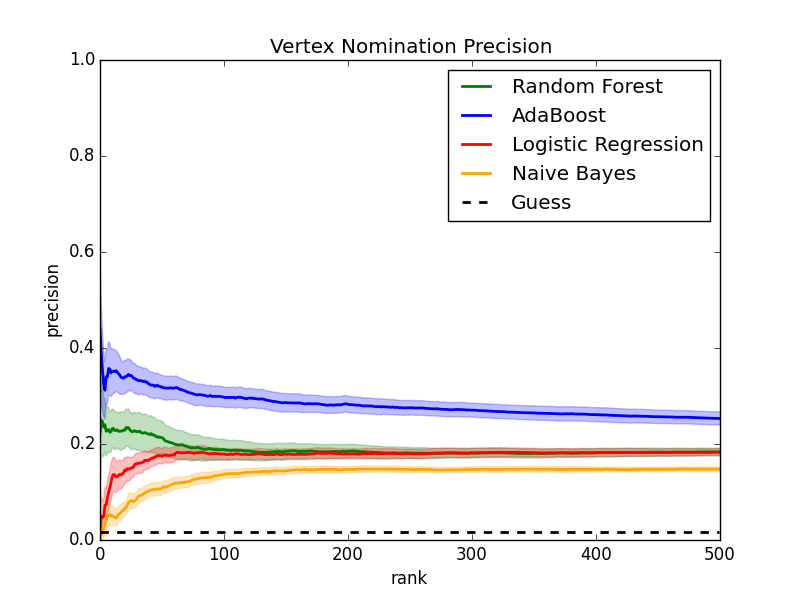 Vertex Nomination Precision
1.0
0.8
0.6
0.4
0.2
0.0
precision
Random Forest
AdaBoost
Logistic Regression
Naive Bayes
Guess
0 100 200 300 400 500
rank